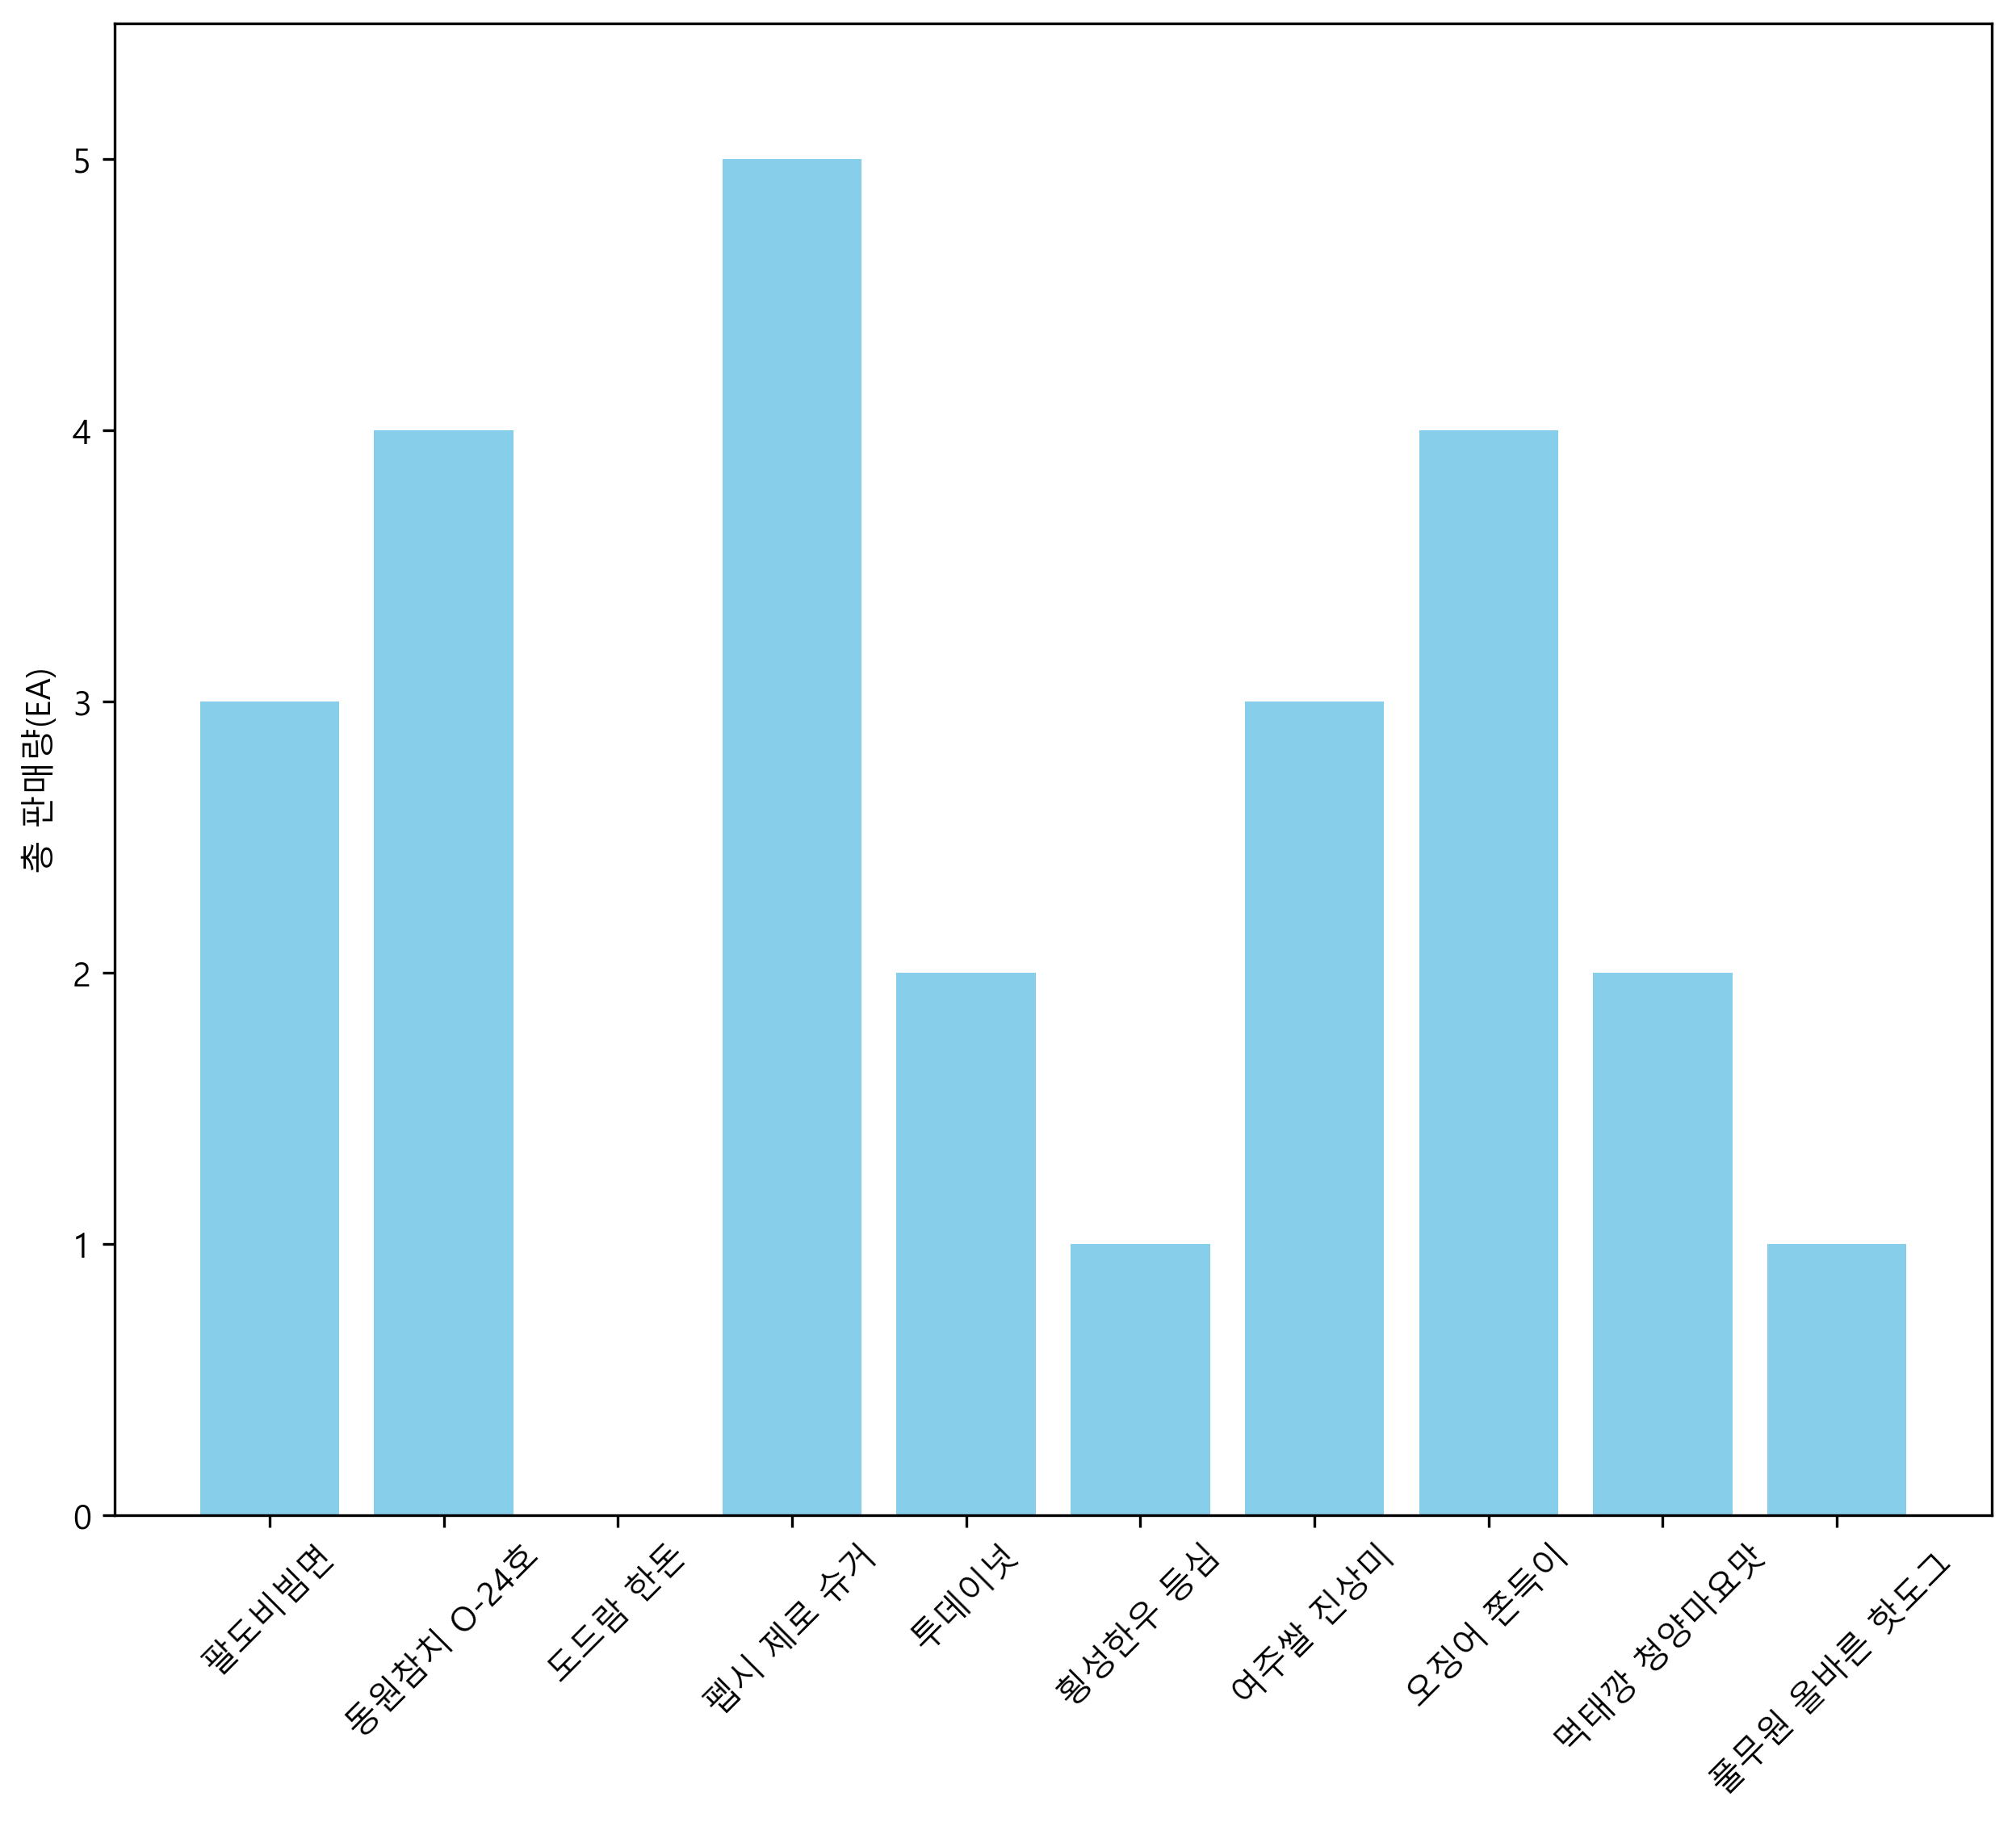 총 판매량(EA)
5
4
3
2
1
0
팔도비빔면
동원참치 O-24호
도드람 한돈
펩시 제로 슈거
투데이넛
횡성한우 등심
여주쌀 진상미
오징어 쫀득이
먹태깡 청양마요맛
풀무원 올바른 핫도그